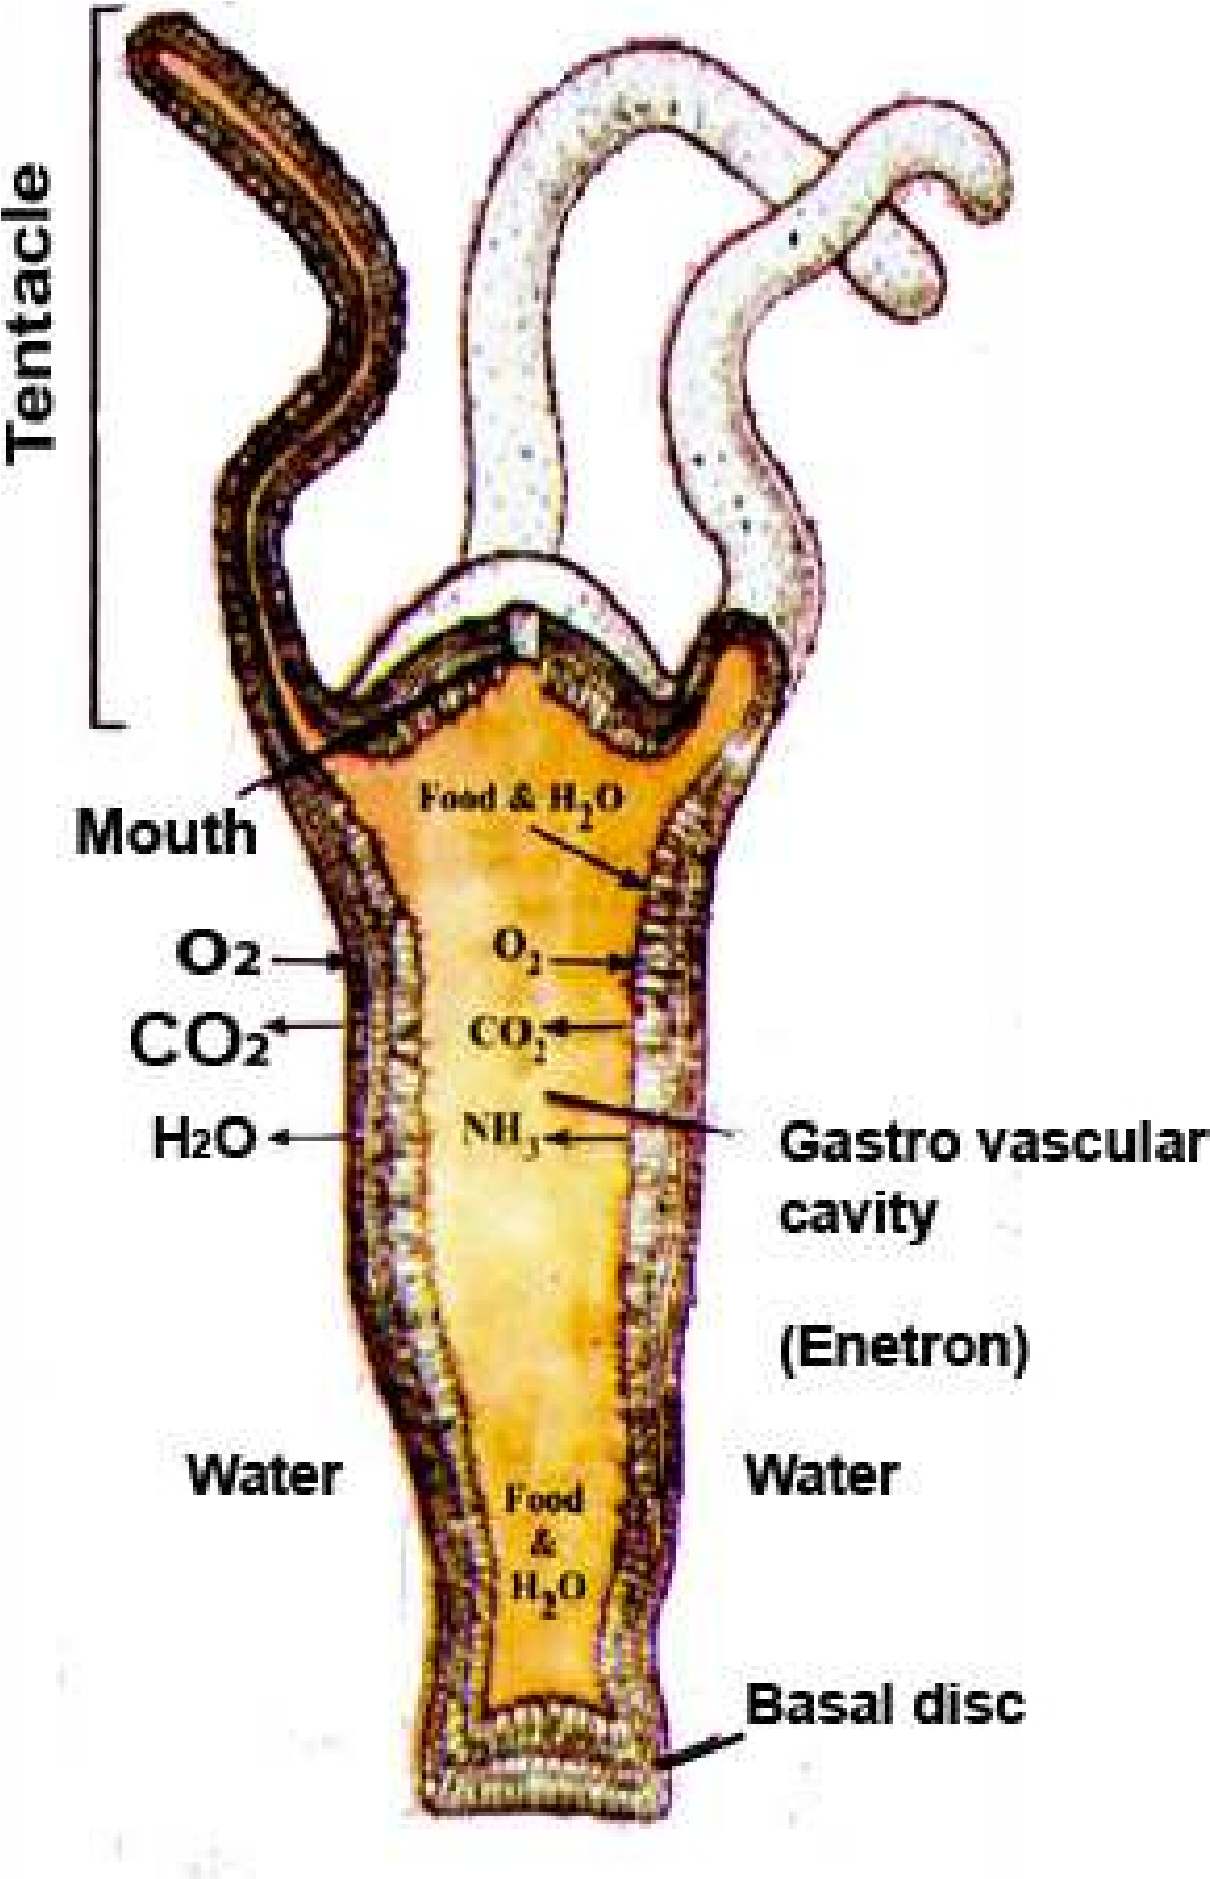 Tentacle
Food & H2O
Mouth
O2
O2
CO2
CO2
H2O
NH3
Gastro vascular
cavity
(Enetron)
Water
Water
Food
&
H2O
Basal disc